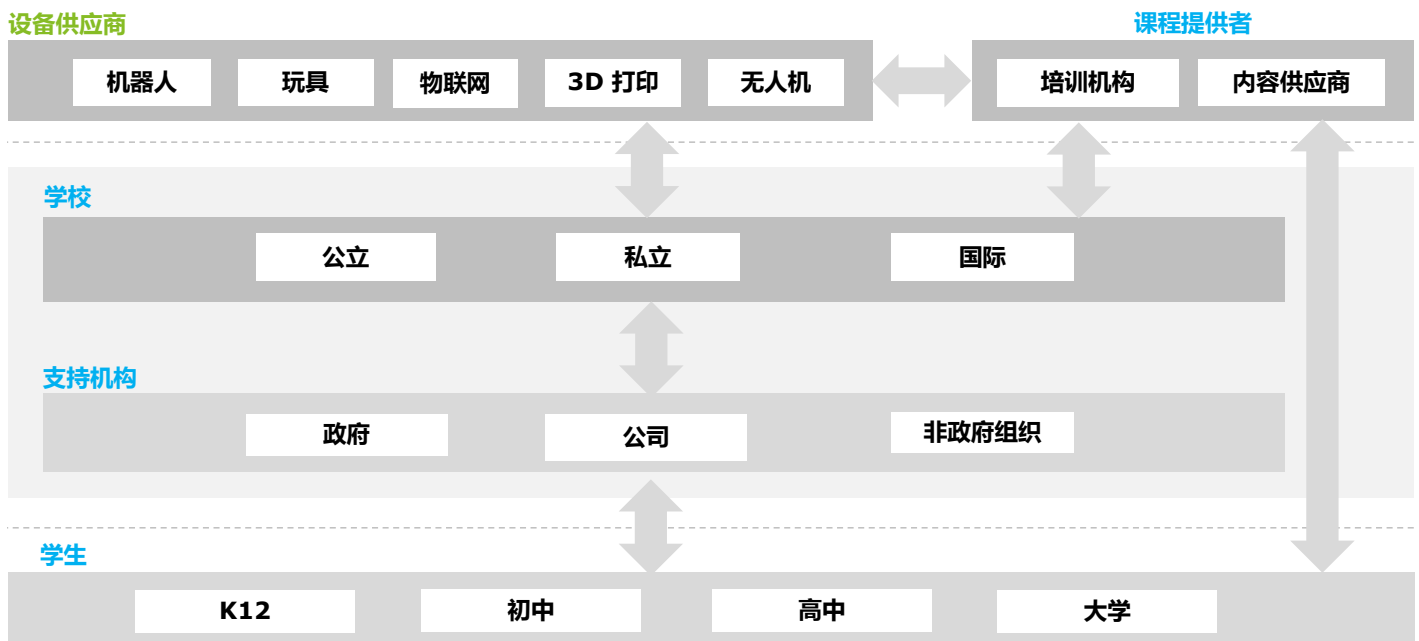 设备供应商
课程提供者
机器人
玩具
物联网
3D 打印
无人机
培训机构
内容供应商
学校
公立
私立
国际
支持机构
政府
公司
非政府组织
学生
K12
初中
高中
大学